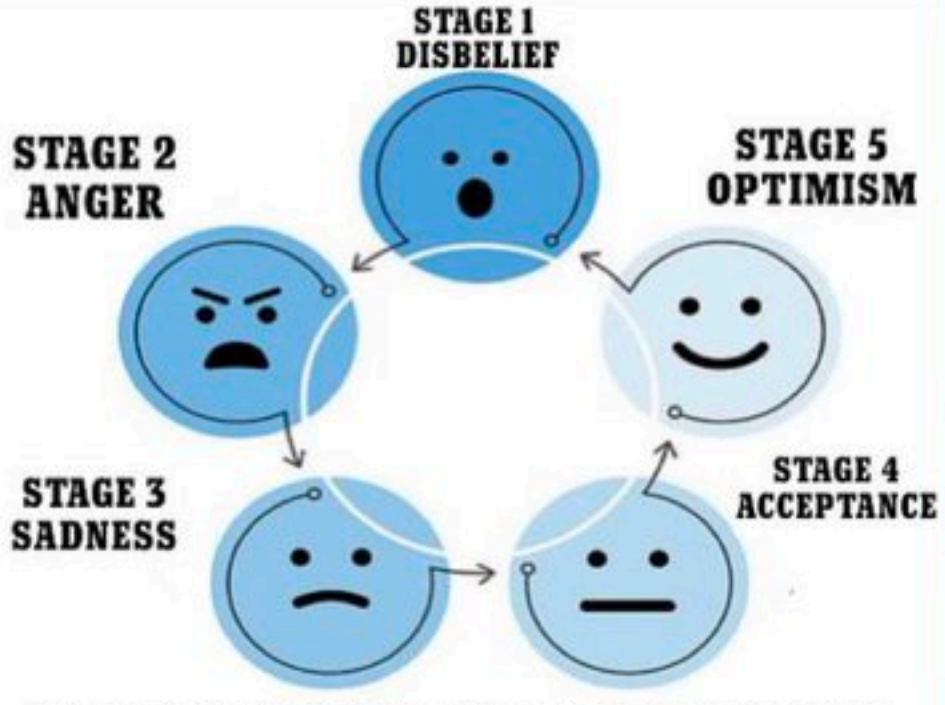 STAGE 1
DISBELIEF
STAGE 2
ANGER
STAGE 3
SADNESS
STAGE 4
ACCEPTANCE
STAGE 5
OPTIMISM